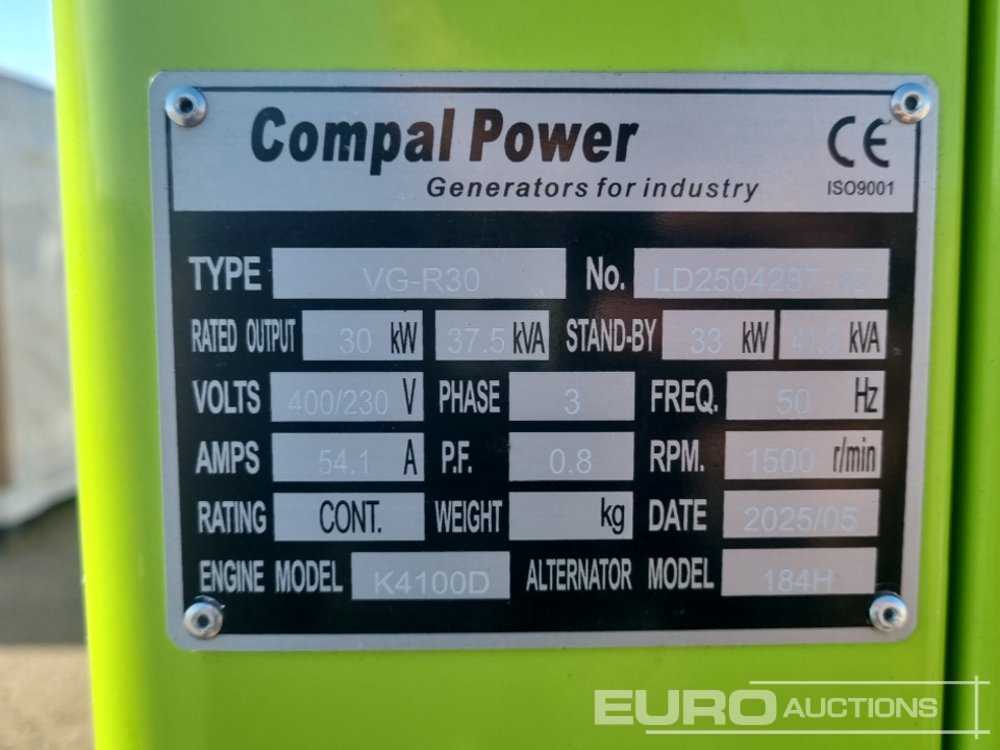 Compal Power
Generators for industry
CE
ISO9001
TYPE VG-R30 No. LD2504287-12
RATED OUTPUT 30 kW 37.5 kVA STAND-BY 33 kW 41.3 kVA
VOLTS 400/230 V PHASE 3 FREQ. 50 Hz
AMPS 54.1 A P.F. 0.8 RPM. 1500 r/min
RATING CONT. WEIGHT kg DATE 2025/05
ENGINE MODEL K4100D ALTERNATOR MODEL 184H
EURO AUCTIONS